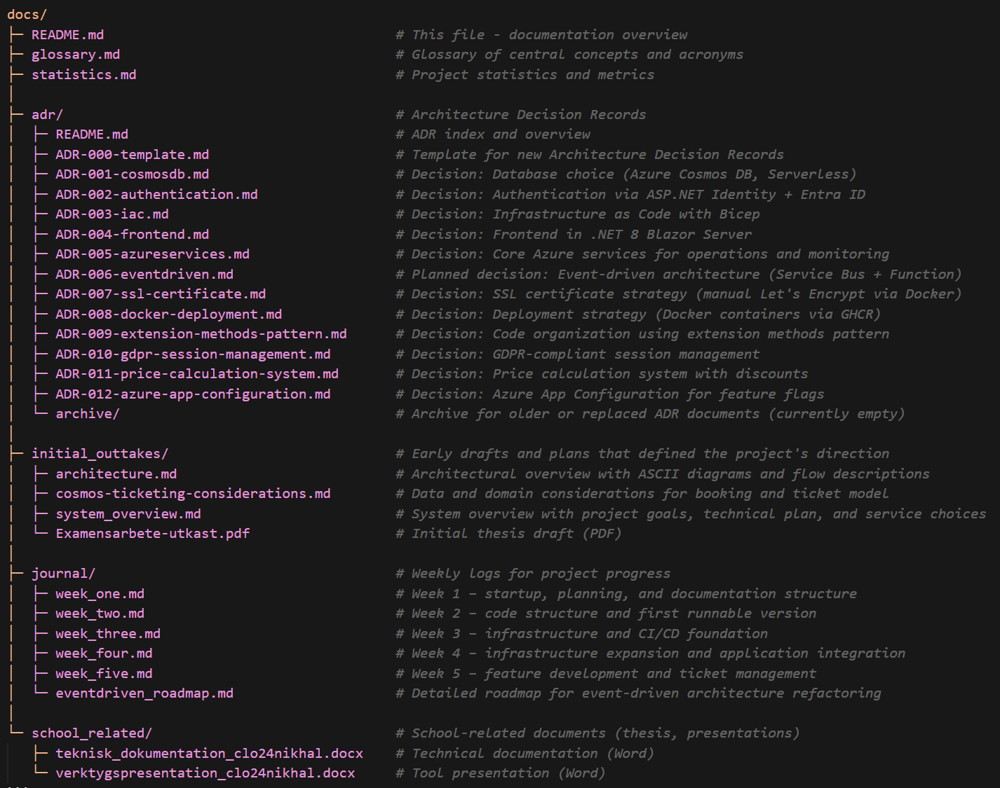 docs/
├─ README.md                                    # This file - documentation overview
├─ glossary.md                                  # Glossary of central concepts and acronyms
├─ statistics.md                                # Project statistics and metrics
│
├─ adr/                                         # Architecture Decision Records
│  ├─ README.md                                 # ADR index and overview
│  ├─ ADR-000-template.md                       # Template for new Architecture Decision Records
│  ├─ ADR-001-cosmosdb.md                       # Decision: Database choice (Azure Cosmos DB, Serverless)
│  ├─ ADR-002-authentication.md                 # Decision: Authentication via ASP.NET Identity + Entra ID
│  ├─ ADR-003-iac.md                            # Decision: Infrastructure as Code with Bicep
│  ├─ ADR-004-frontend.md                       # Decision: Frontend in .NET 8 Blazor Server
│  ├─ ADR-005-azureservices.md                  # Decision: Core Azure services for operations and monitoring
│  ├─ ADR-006-eventdriven.md                    # Planned decision: Event-driven architecture (Service Bus + Function)
│  ├─ ADR-007-ssl-certificate.md                # Decision: SSL certificate strategy (manual Let's Encrypt via Docker)
│  ├─ ADR-008-docker-deployment.md              # Decision: Deployment strategy (Docker containers via GHCR)
│  ├─ ADR-009-extension-methods-pattern.md      # Decision: Code organization using extension methods pattern
│  ├─ ADR-010-gdpr-session-management.md        # Decision: GDPR-compliant session management
│  ├─ ADR-011-price-calculation-system.md       # Decision: Price calculation system with discounts
│  ├─ ADR-012-azure-app-configuration.md        # Decision: Azure App Configuration for feature flags
│  └─ archive/                                  # Archive for older or replaced ADR documents (currently empty)
│
├─ initial_outtakes/                            # Early drafts and plans that defined the project's direction
│  ├─ architecture.md                           # Architectural overview with ASCII diagrams and flow descriptions
│  ├─ cosmos-ticketing-considerations.md        # Data and domain considerations for booking and ticket model
│  ├─ system_overview.md                        # System overview with project goals, technical plan, and service choices
│  └─ Examensarbete-utkast.pdf                  # Initial thesis draft (PDF)
│
├─ journal/                                     # Weekly logs for project progress
│  ├─ week_one.md                               # Week 1 – startup, planning, and documentation structure
│  ├─ week_two.md                               # Week 2 – code structure and first runnable version
│  ├─ week_three.md                             # Week 3 – infrastructure and CI/CD foundation
│  ├─ week_four.md                              # Week 4 – infrastructure expansion and application integration
│  ├─ week_five.md                              # Week 5 – feature development and ticket management
│  └─ eventdriven_roadmap.md                    # Detailed roadmap for event-driven architecture refactoring
│
└─ school_related/                              # School-related documents (thesis, presentations)
   ├─ teknisk_dokumentation_clo24nikhal.docx    # Technical documentation (Word)
   └─ verktygspresentation_clo24nikhal.docx     # Tool presentation (Word)